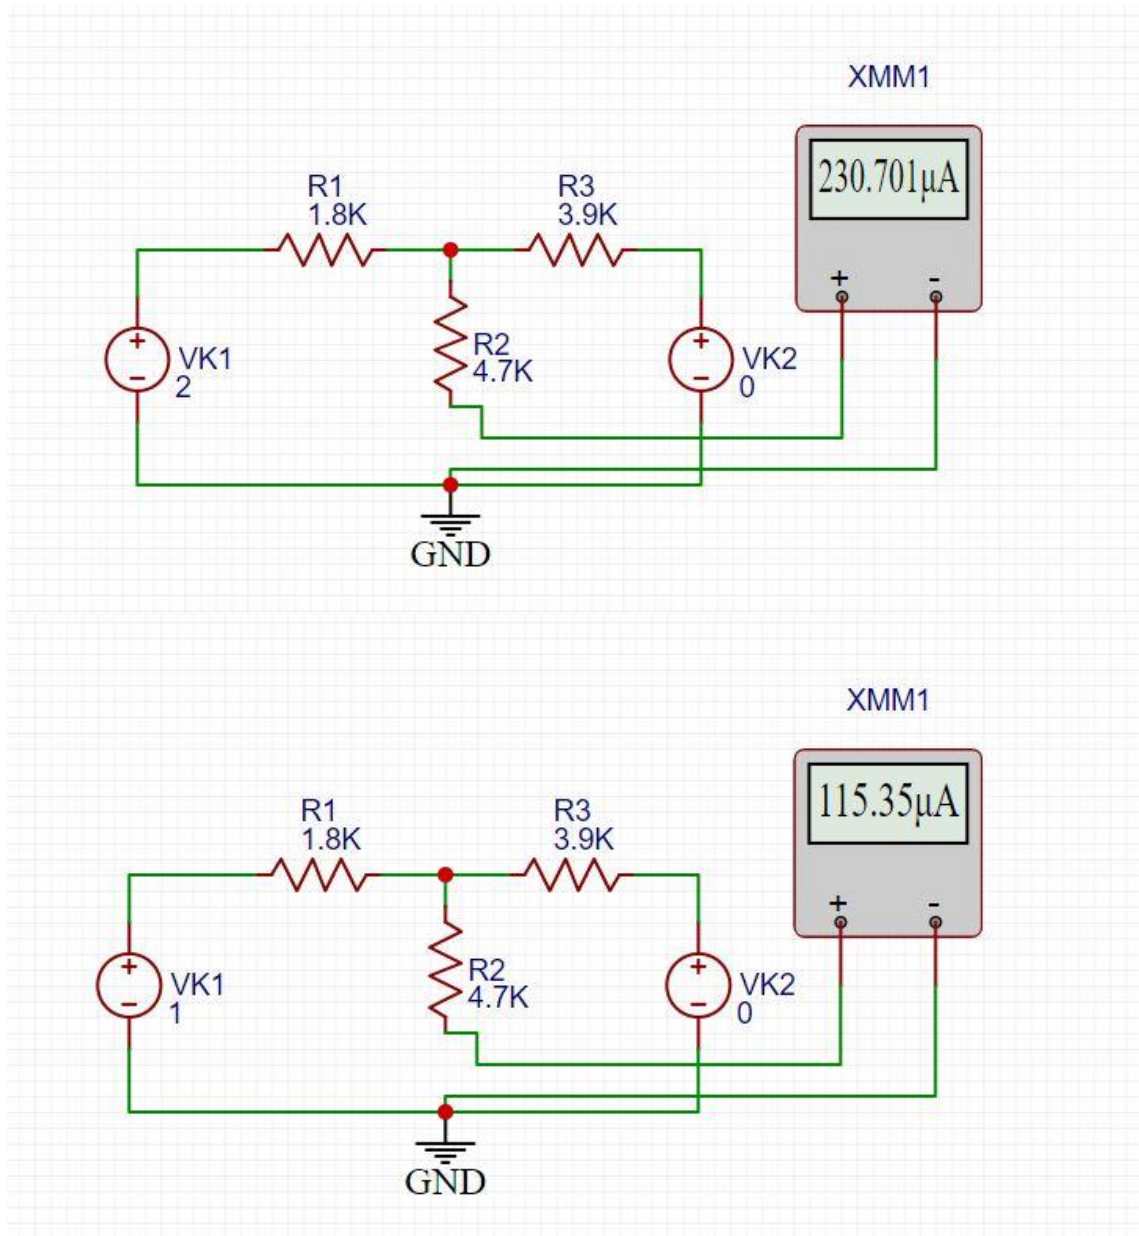 XMM1
230.701μA
+ -
R1
1.8K
R3
3.9K
R2
4.7K
+
-
VK1
2
+
-
VK2
0
GND
XMM1
115.35μA
+ -
R1
1.8K
R3
3.9K
R2
4.7K
+
-
VK1
1
+
-
VK2
0
GND